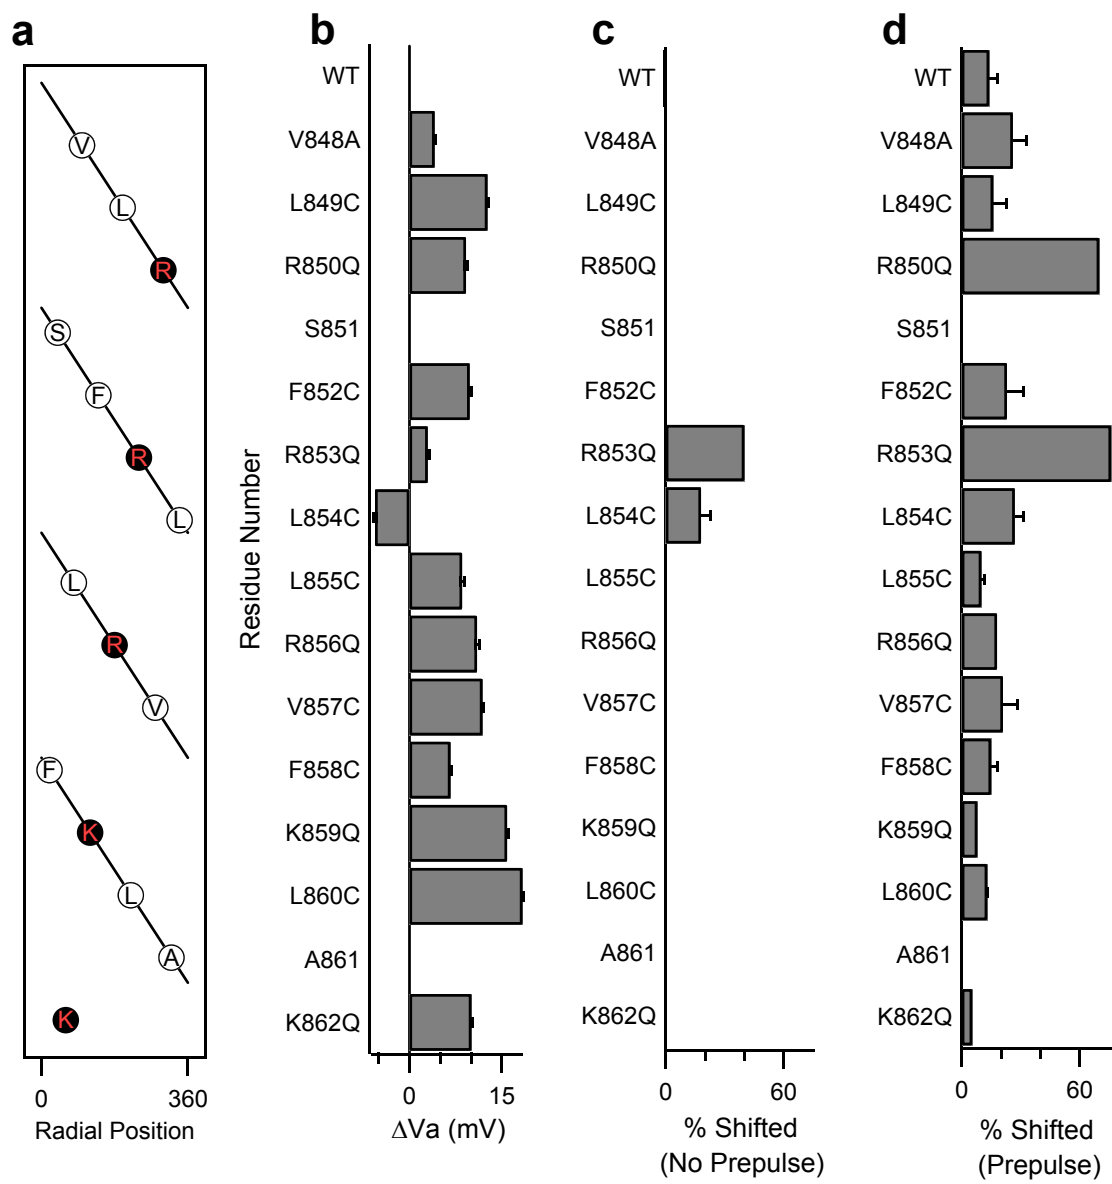 a
V
L
R
S
F
R
L
L
R
V
F
K
L
A
K
0 360
Radial Position
b
Residue Number
WT
V848A
L849C
R850Q
S851
F852C
R853Q
L854C
L855C
R856Q
V857C
F858C
K859Q
L860C
A861
K862Q
0 15
ΔVa (mV)
c
WT
V848A
L849C
R850Q
S851
F852C
R853Q
L854C
L855C
R856Q
V857C
F858C
K859Q
L860C
A861
K862Q
0 60
% Shifted
(No Prepulse)
d
WT
V848A
L849C
R850Q
S851
F852C
R853Q
L854C
L855C
R856Q
V857C
F858C
K859Q
L860C
A861
K862Q
0 60
% Shifted
(Prepulse)